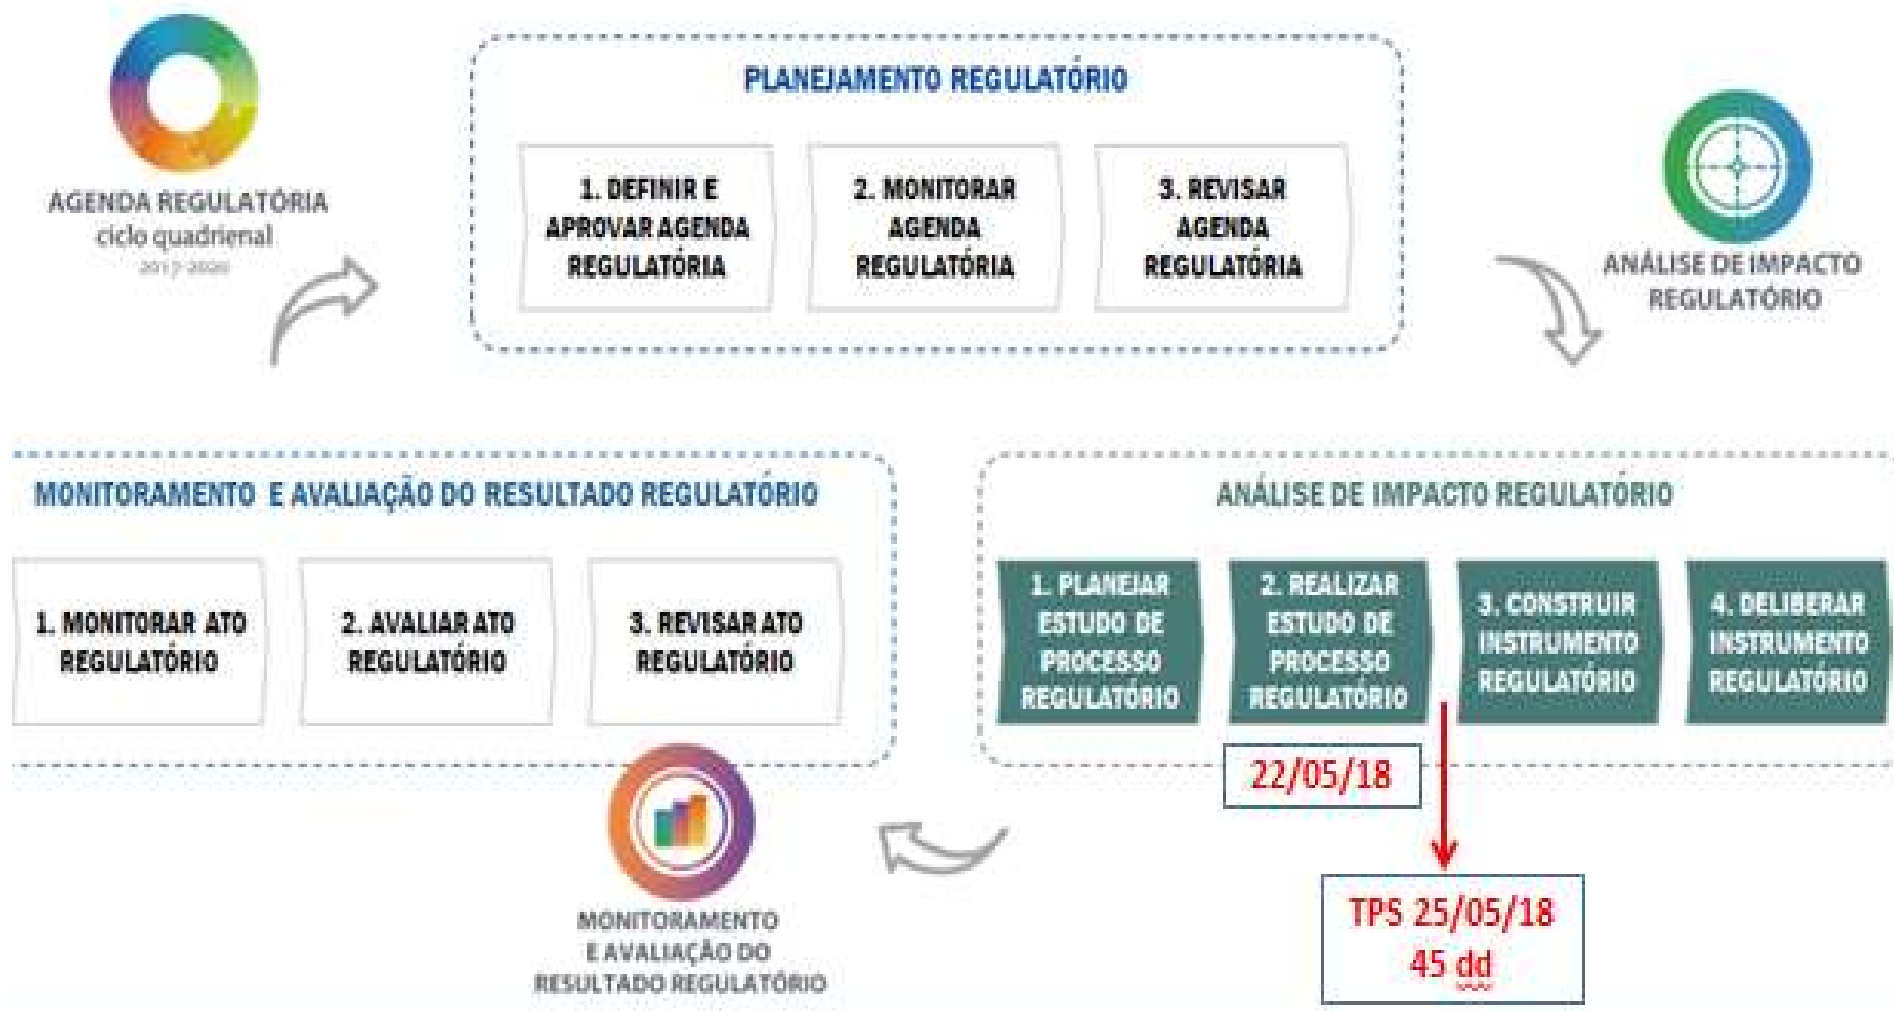 AGENDA REGULATÓRIA
ciclo quadrienal
2017-2020
PLANEJAMENTO REGULATÓRIO
1. DEFINIR E
APROVAR AGENDA
REGULATÓRIA
2. MONITORAR
AGENDA
REGULATÓRIA
3. REVISAR
AGENDA
REGULATÓRIA
ANÁLISE DE IMPACTO
REGULATÓRIO
MONITORAMENTO E AVALIAÇÃO DO RESULTADO REGULATÓRIO
1. MONITORAR ATO
REGULATÓRIO
2. AVALIAR ATO
REGULATÓRIO
3. REVISAR ATO
REGULATÓRIO
ANÁLISE DE IMPACTO REGULATÓRIO
1. PLANEJAR
ESTUDO DE
PROCESSO
REGULATÓRIO
2. REALIZAR
ESTUDO DE
PROCESSO
REGULATÓRIO
3. CONSTRUIR
INSTRUMENTO
REGULATÓRIO
4. DELIBERAR
INSTRUMENTO
REGULATÓRIO
22/05/18
TPS 25/05/18
45 dd
MONITORAMENTO
E AVALIAÇÃO DO
RESULTADO REGULATÓRIO